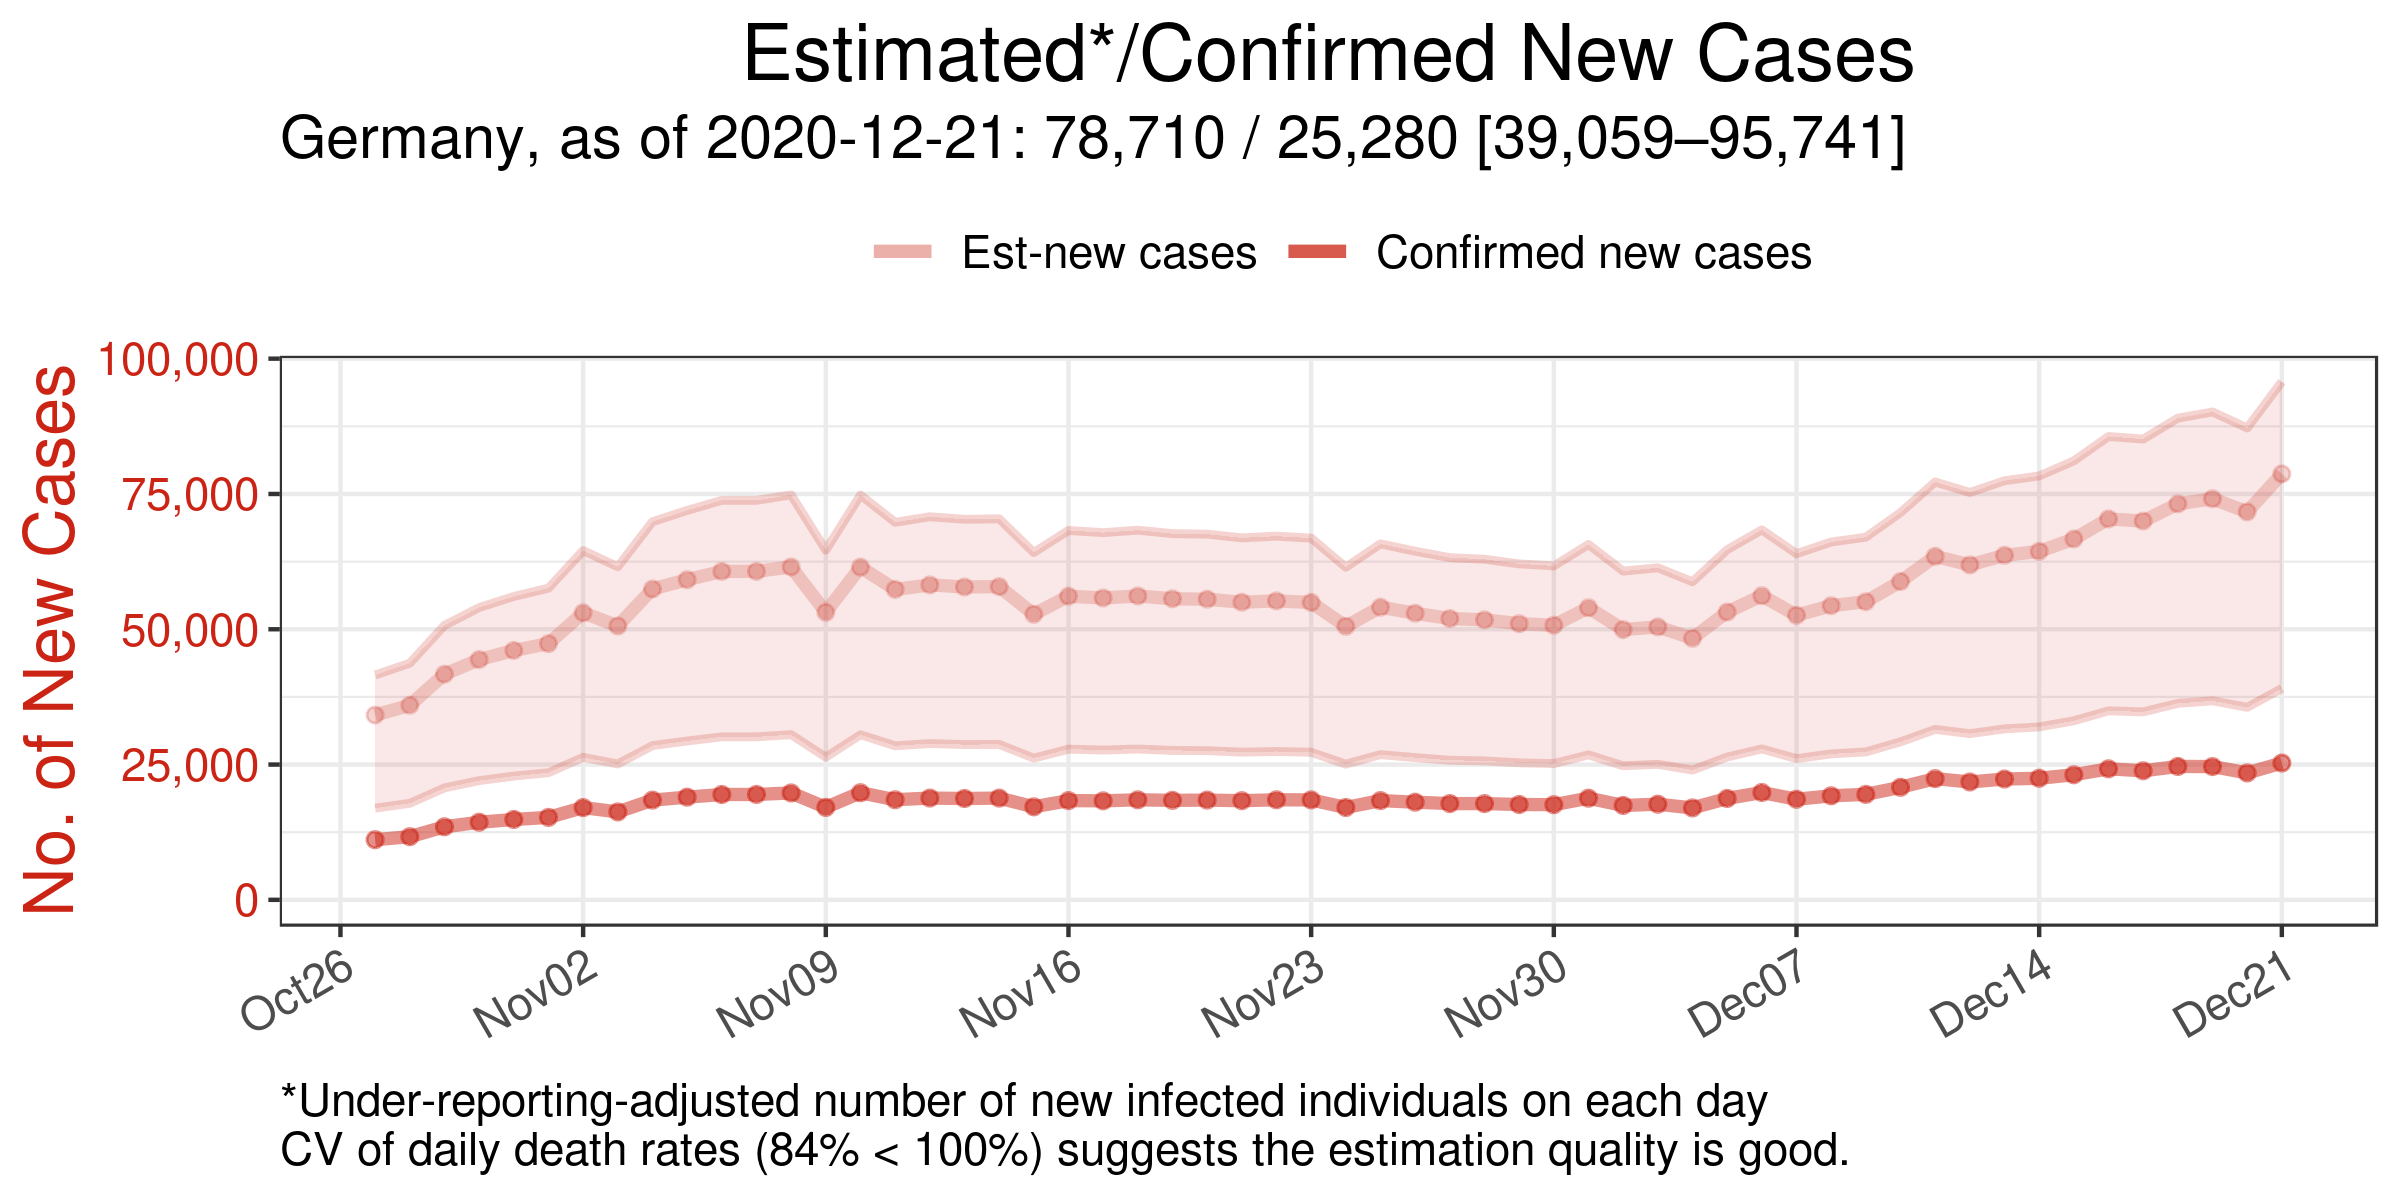 Estimated*/Confirmed New Cases
Germany, as of 2020-12-21: 78,710 / 25,280 [39,059–95,741]
Est-new cases
Confirmed new cases
No. of New Cases
100,000
75,000
50,000
25,000
0
Oct26
Nov02
Nov09
Nov16
Nov23
Nov30
Dec07
Dec14
Dec21
*Under-reporting-adjusted number of new infected individuals on each day
CV of daily death rates (84% < 100%) suggests the estimation quality is good.